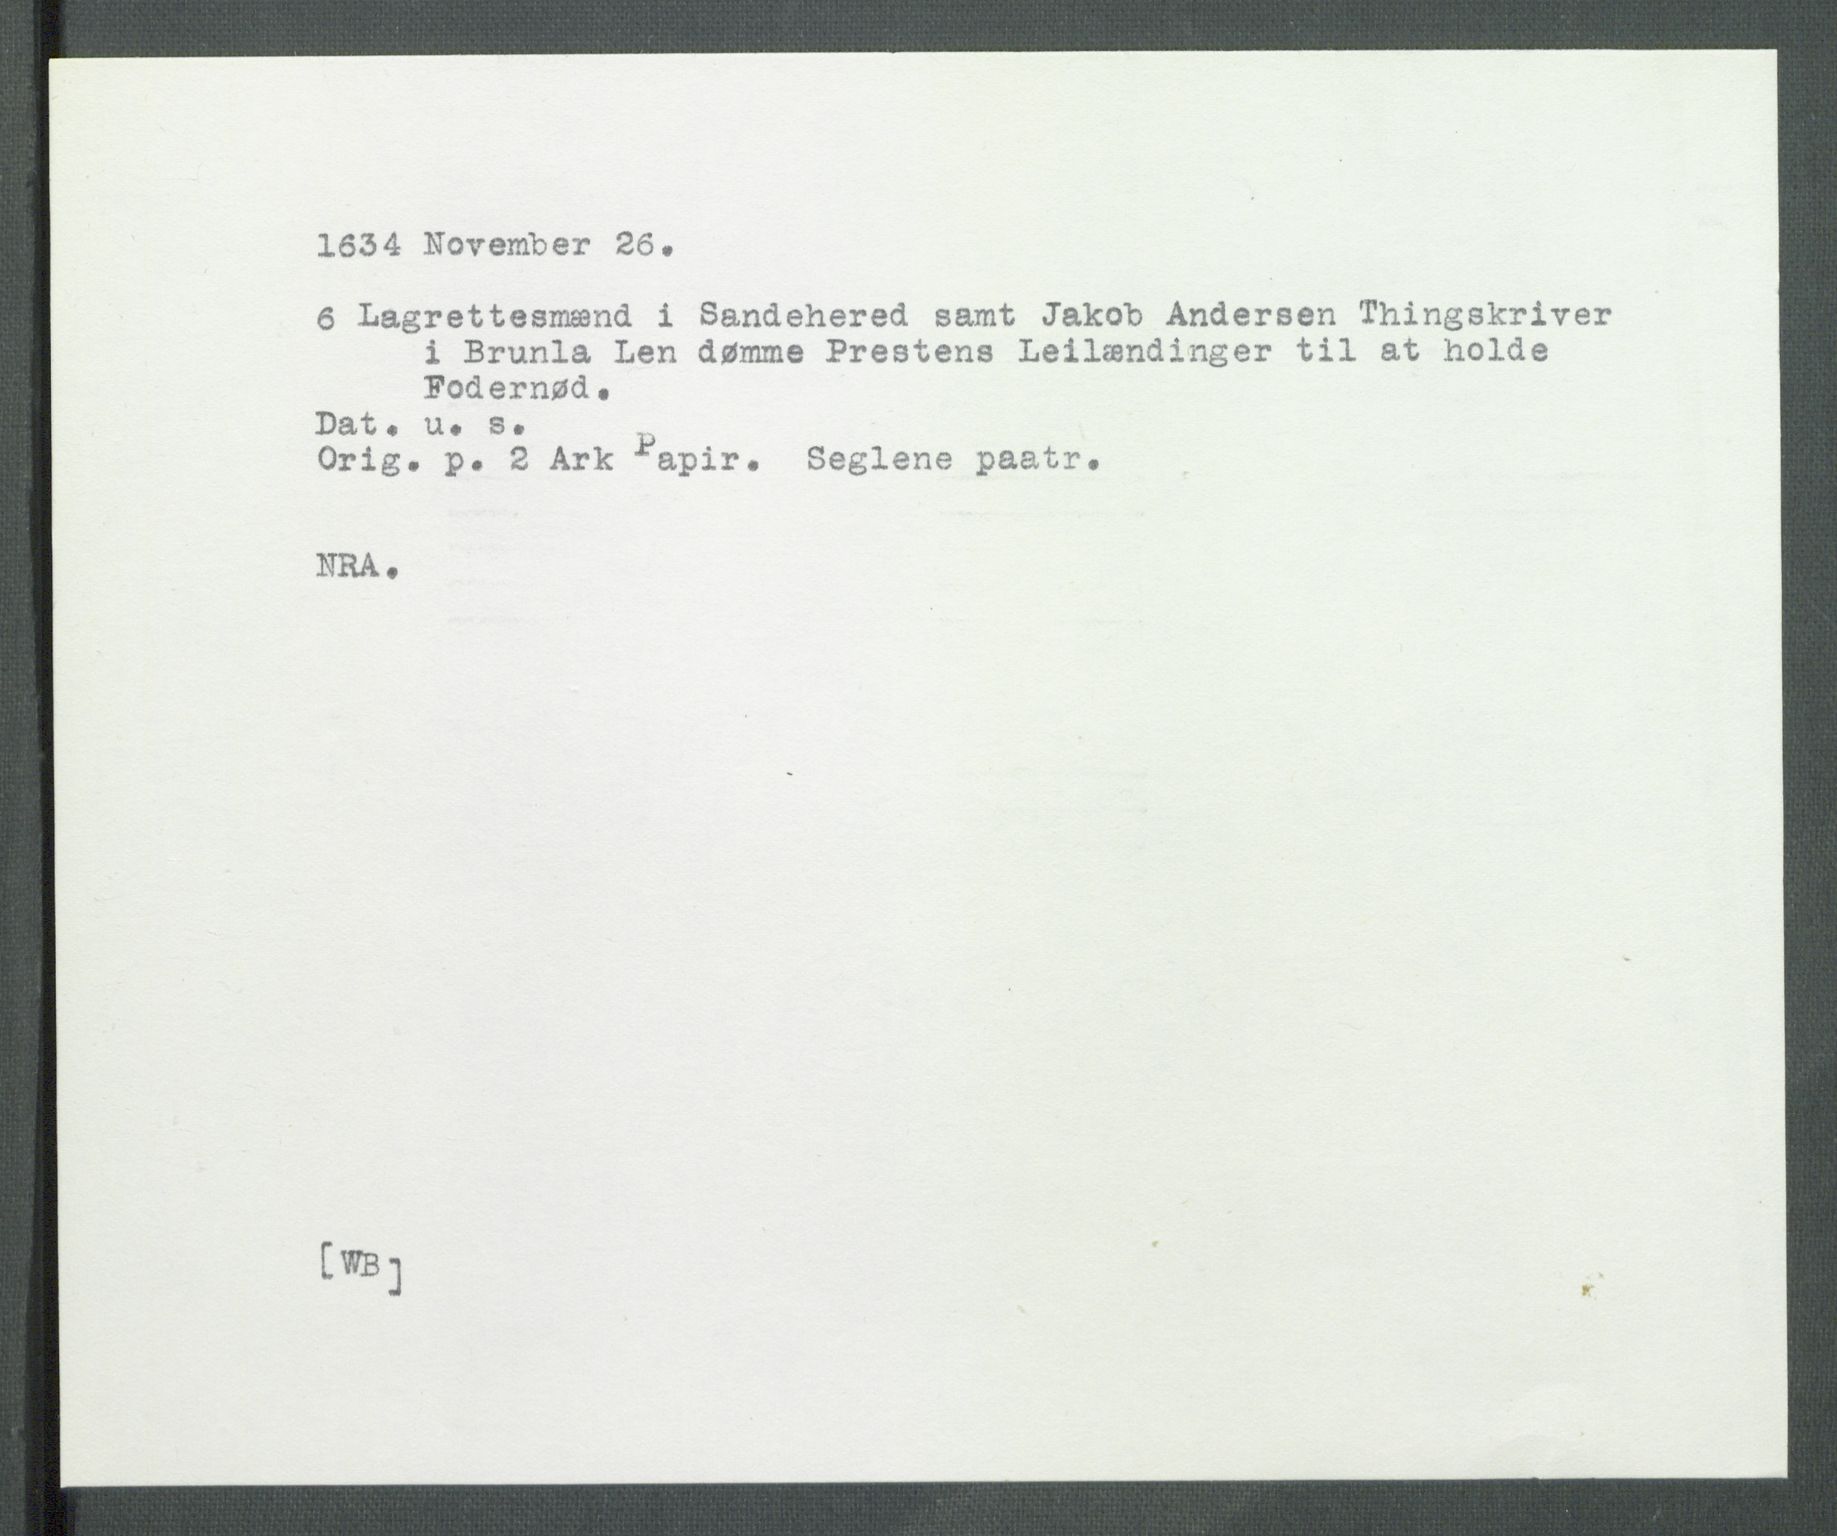 1634 November 26.
6 Lagrettesmænd i Sandehered samt Jakob Andersen Thingskriver
i Brunla Len dømme Prestens Leilændinger til at holde
Fodernød.
Dat. u. s.
Orig. p. 2 Ark Papir. Seglene paatr.
NRA.
[WB]